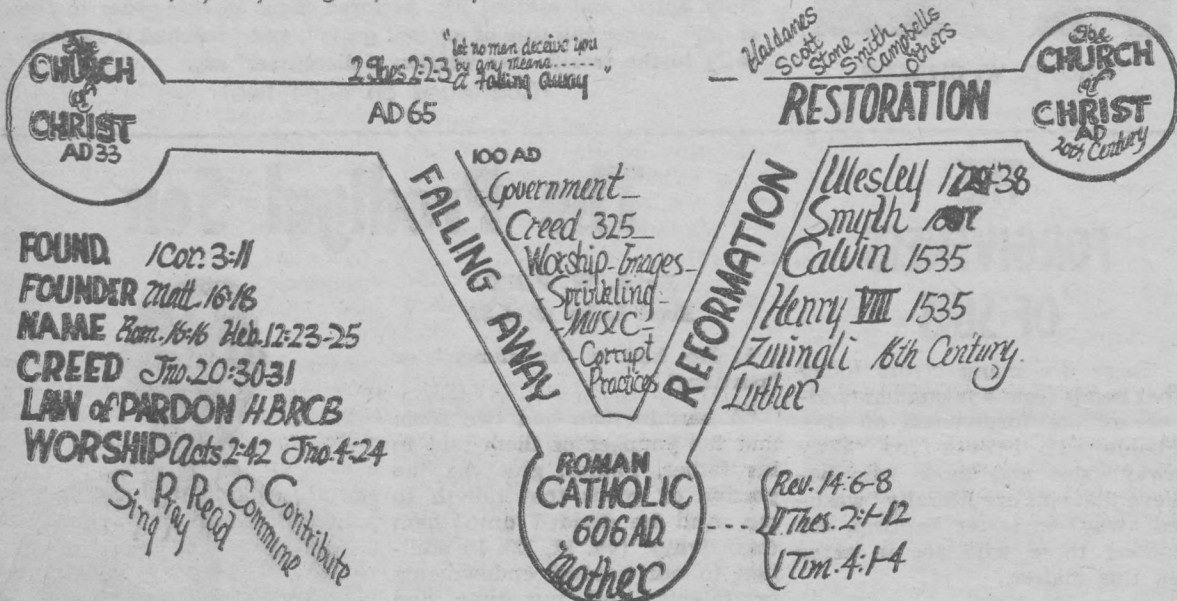 The
CHURCH
of
CHRIST
AD 33
2 Thes 2-2-3
"let no man deceive you
by any means....
a falling away
AD 65
Haldanes
Scott
Stone
Smith
Campbells
Others
RESTORATION
The
CHURCH
of
CHRIST
AD
20th Century
FALLING AWAY
100 AD
Government-
Creed 325-
Worship-Images-
-Sprinkling-
-MUSIC-
-Corrupt
Practices
REFORMATION
Wesley 38
Smyth
Calvin 1535
Henry VIII 1535
Zwingli 16th Century.
Luther
FOUND. 1 Cor. 3-11
FOUNDER Matt. 16-18
NAME Rom. 16-16 Heb. 12-23-25
CREED Jno. 20-30-31
LAW of PARDON HBRCB
WORSHIP Acts 2-42 Jno. 4-24
Sing
Pray
Read
Commune
Contribute
ROMAN
CATHOLIC
606 AD.
Mother
Rev. 14-6-8
II Thes. 2-1-12
1 Tim. 4-1-4